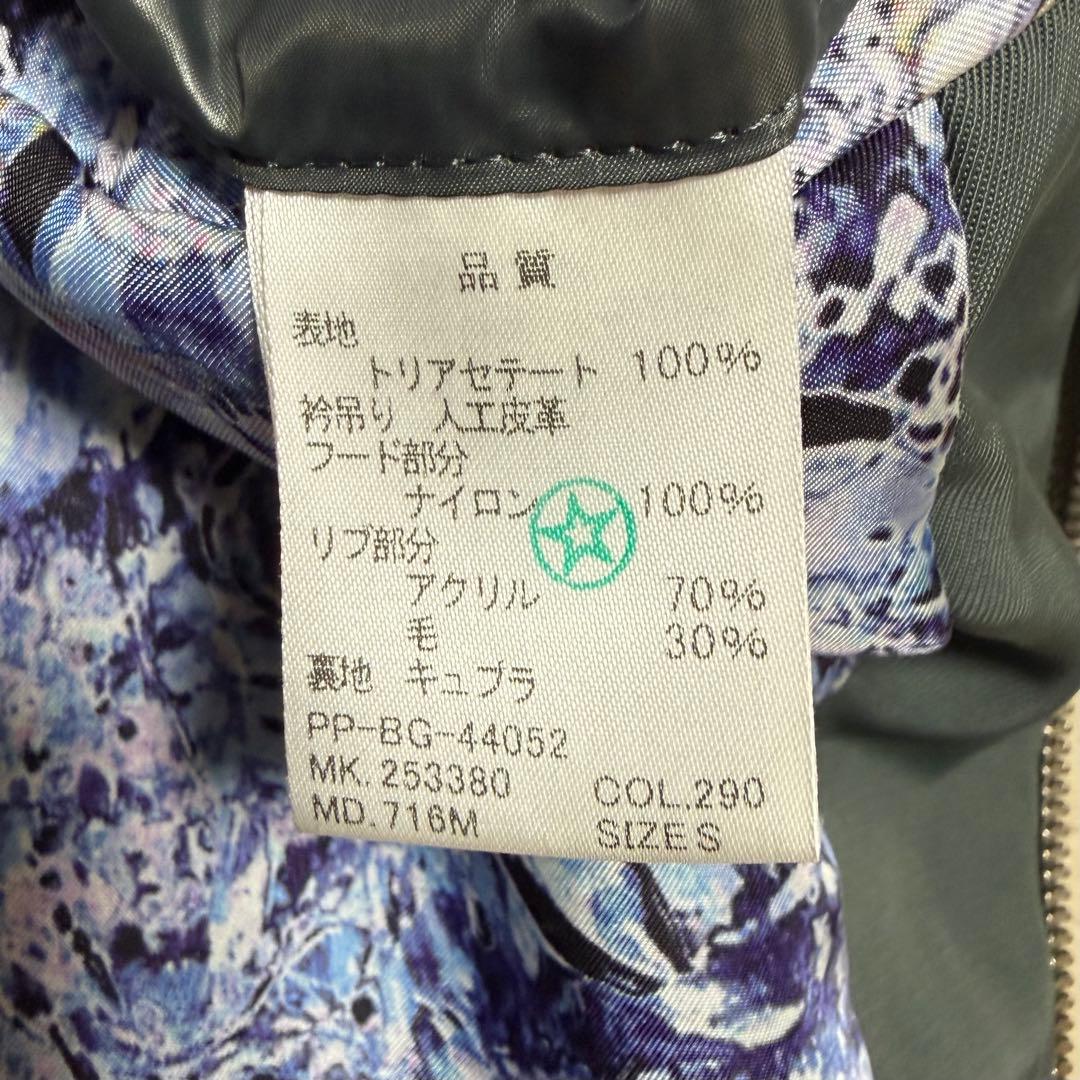 品質
表地
トリアセテート 100%
衿吊り 人工皮革
フード部分
ナイロン 100%
リブ部分
アクリル 70%
毛 30%
裏地 キュプラ
PP-BG-44052
MK. 253380
COL.290
MD.716M
SIZE S